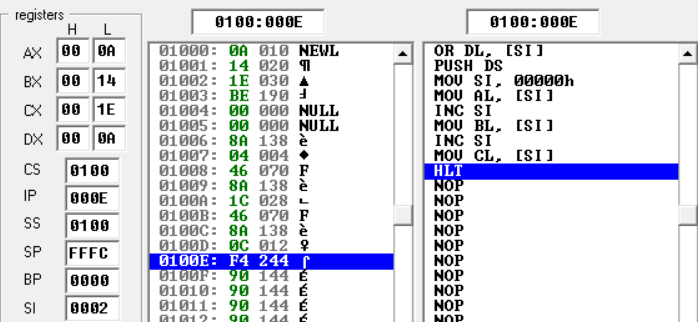 registers
H L
AX 00 0A
BX 00 14
CX 00 1E
DX 00 0A
CS 0100
IP 000E
SS 0100
SP FFFC
BP 0000
SI 0002
0100:000E
01000: 0A 010 NEWL
01001: 14 020 ¶
01002: 1E 030 ▲
01003: BE 190 ╛
01004: 00 000 NULL
01005: 00 000 NULL
01006: 8A 138 è
01007: 04 004 ♦
01008: 46 070 F
01009: 8A 138 è
0100A: 1C 028 ∟
0100B: 46 070 F
0100C: 8A 138 è
0100D: 0C 012 ♀
0100E: F4 244 ⌠
0100F: 90 144 É
01010: 90 144 É
01011: 90 144 É
01012: 90 144 É
0100:000E
OR DL, [SI]
PUSH DS
MOV SI, 00000h
MOV AL, [SI]
INC SI
MOV BL, [SI]
INC SI
MOV CL, [SI]
HLT
NOP
NOP
NOP
NOP
NOP
NOP
NOP
NOP
NOP
NOP